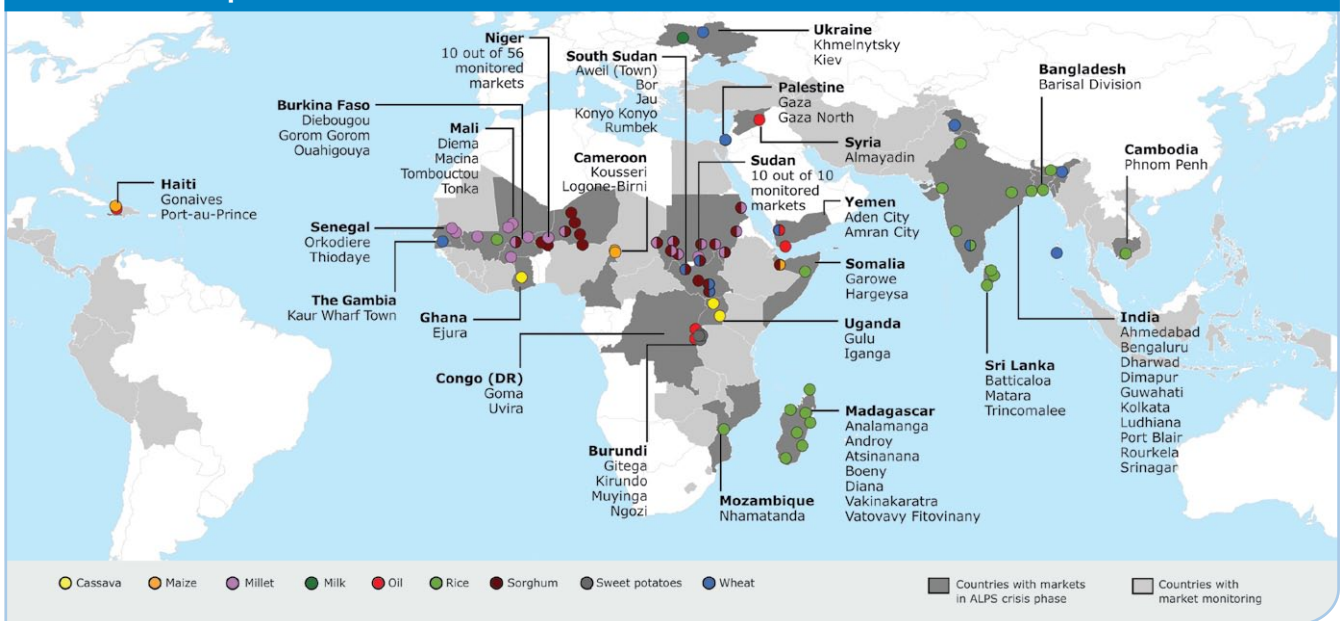 Ukraine
Khmelnytsky
Kiev
Niger
10 out of 56
monitored
markets
South Sudan
Aweil (Town)
Bor
Jau
Konyo Konyo
Rumbek
Bangladesh
Barisal Division
Palestine
Gaza
Gaza North
Burkina Faso
Diebougou
Gorom Gorom
Ouahigouya
Mali
Diema
Macina
Tombouctou
Tonka
Syria
Almayadin
Cambodia
Phnom Penh
Cameroon
Kousseri
Logone-Birni
Sudan
10 out of 10
monitored
markets
Haiti
Gonaives
Port-au-Prince
Yemen
Aden City
Amran City
Senegal
Orkodiere
Thiodaye
Somalia
Garowe
Hargeysa
The Gambia
Kaur Wharf Town
Ghana
Ejura
Uganda
Gulu
Iganga
India
Ahmedabad
Bengaluru
Dharwad
Dimapur
Guwahati
Kolkata
Ludhiana
Port Blair
Rourkela
Srinagar
Sri Lanka
Batticaloa
Matara
Trincomalee
Congo (DR)
Goma
Uvira
Madagascar
Analamanga
Androy
Atsinanana
Boeny
Diana
Vakinakaratra
Vatovavy Fitovinany
Burundi
Gitega
Kirundo
Muyinga
Ngozi
Mozambique
Nhamatanda
Cassava Maize Millet Milk Oil Rice Sorghum Sweet potatoes Wheat
Countries with markets
in ALPS crisis phase
Countries with
market monitoring